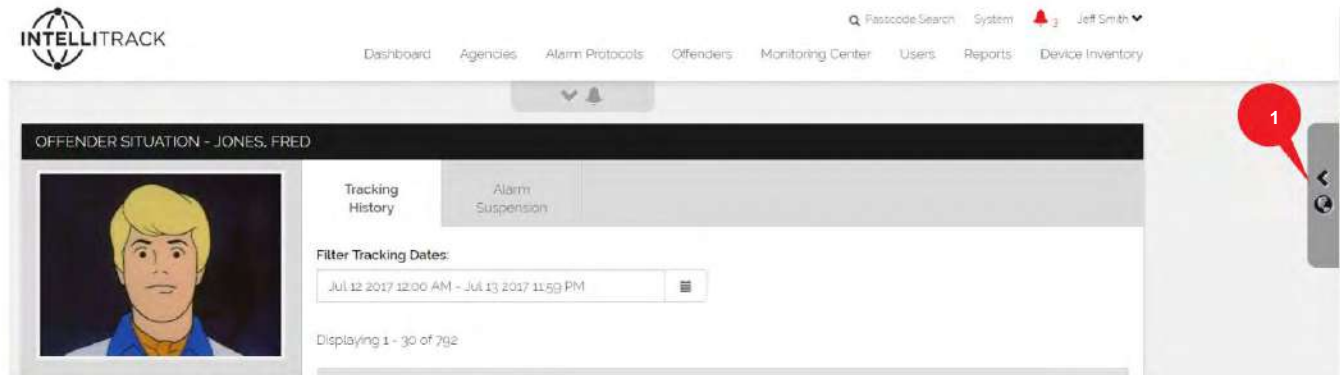 Passcode Search System 3 Jeff Smith
INTELLITRACK
Dashboard Agencies Alarm Protocols Offenders Monitoring Center Users Reports Device Inventory
1
OFFENDER SITUATION - JONES, FRED
Tracking
History
Alarm
Suspension
Filter Tracking Dates:
Jul 12 2017 12:00 AM - Jul 13 2017 11:59 PM
Displaying 1 - 30 of 792